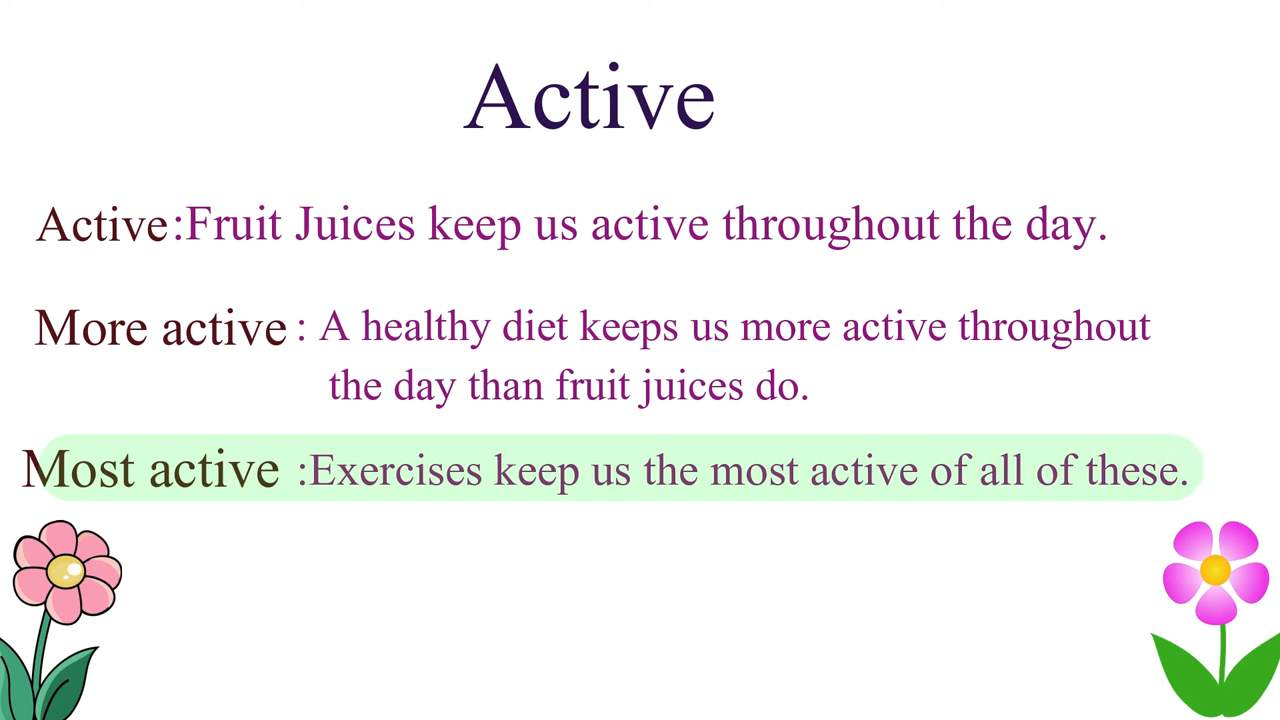 Active
Active :Fruit Juices keep us active throughout the day.
More active : A healthy diet keeps us more active throughout
the day than fruit juices do.
Most active :Exercises keep us the most active of all of these.